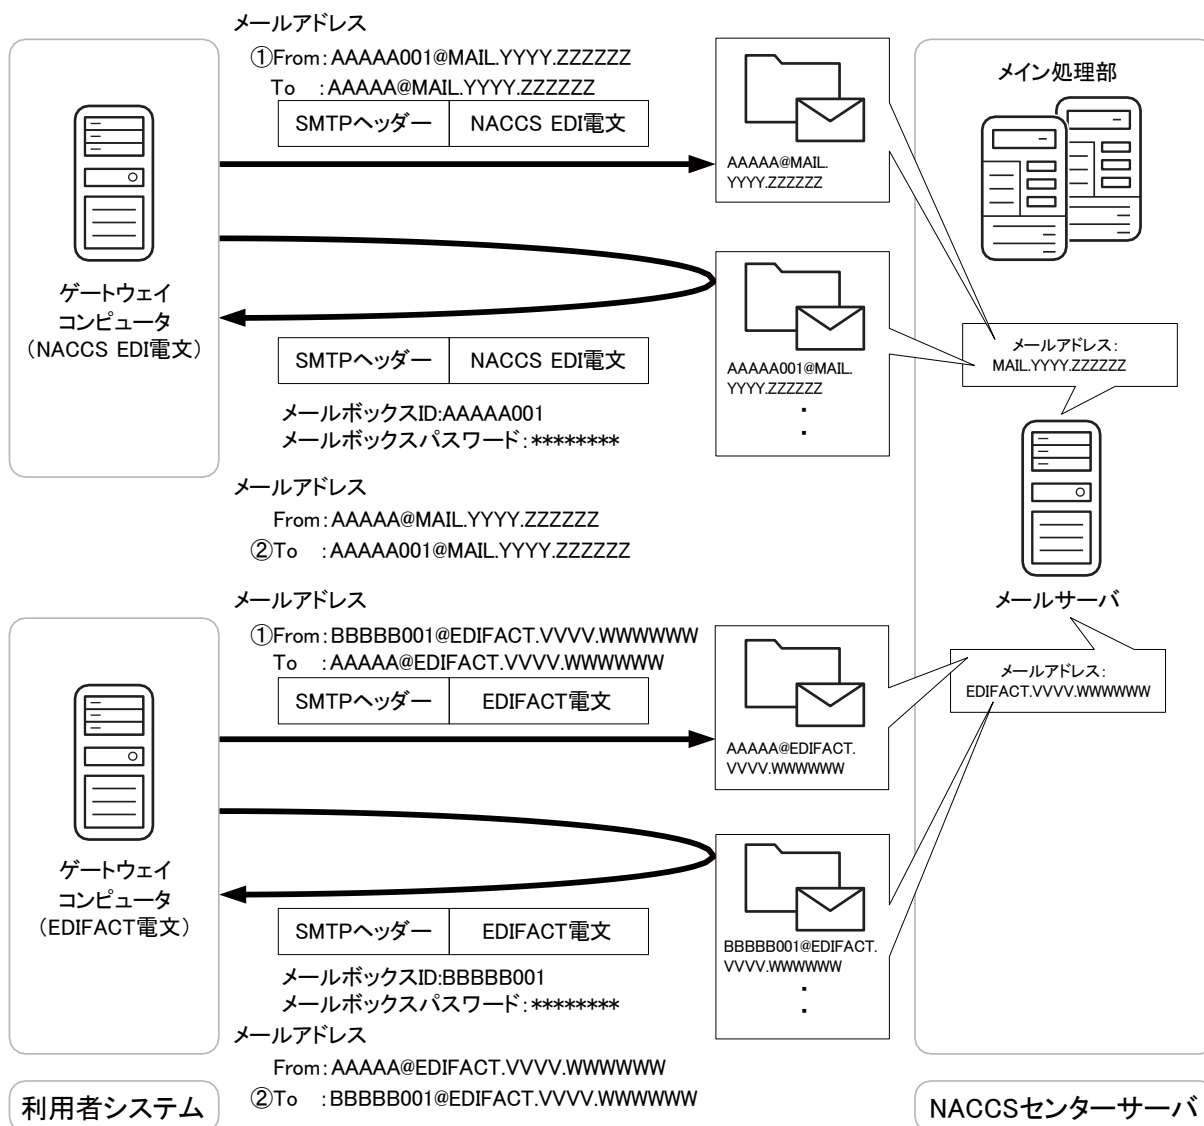 メールアドレス
①From:AAAAA001@MAIL.YYYY.ZZZZZZ
To :AAAAA@MAIL.YYYY.ZZZZZZ
SMTPヘッダー NACCS EDI電文
AAAAA@MAIL.
YYYY.ZZZZZZ
メイン処理部
ゲートウェイ
コンピュータ
(NACCS EDI電文)
SMTPヘッダー NACCS EDI電文
メールボックスID:AAAAA001
メールボックスパスワード:********
AAAAA001@MAIL.
YYYY.ZZZZZZ
・
・
メールアドレス:
MAIL.YYYY.ZZZZZZ
メールアドレス
From:AAAAA@MAIL.YYYY.ZZZZZZ
②To :AAAAA001@MAIL.YYYY.ZZZZZZ
メールサーバ
メールアドレス
①From:BBBBB001@EDIFACT.VVVV.WWWWWW
To :AAAAA@EDIFACT.VVVV.WWWWWW
SMTPヘッダー EDIFACT電文
AAAAA@EDIFACT.
VVVV.WWWWWW
メールアドレス:
EDIFACT.VVVV.WWWWWW
ゲートウェイ
コンピュータ
(EDIFACT電文)
SMTPヘッダー EDIFACT電文
メールボックスID:BBBBB001
メールボックスパスワード:********
BBBBB001@EDIFACT.
VVVV.WWWWWW
・
・
メールアドレス
From:AAAAA@EDIFACT.VVVV.WWWWWW
②To :BBBBB001@EDIFACT.VVVV.WWWWWW
利用者システム
NACCSセンターサーバ